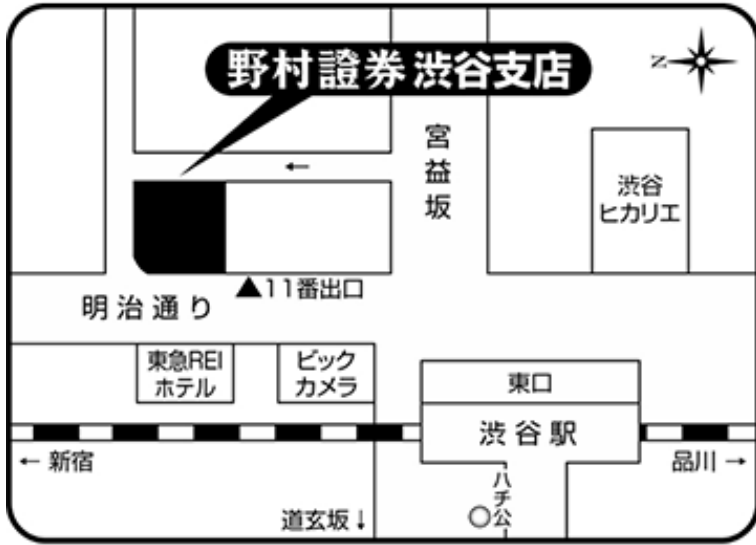 野村證券 渋谷支店
N
←
宮益坂
渋谷
ヒカリエ
▲11番出口
明治通り
東急REI
ホテル
ビック
カメラ
東口
渋谷駅
← 新宿
品川 →
ハチ公
道玄坂↓